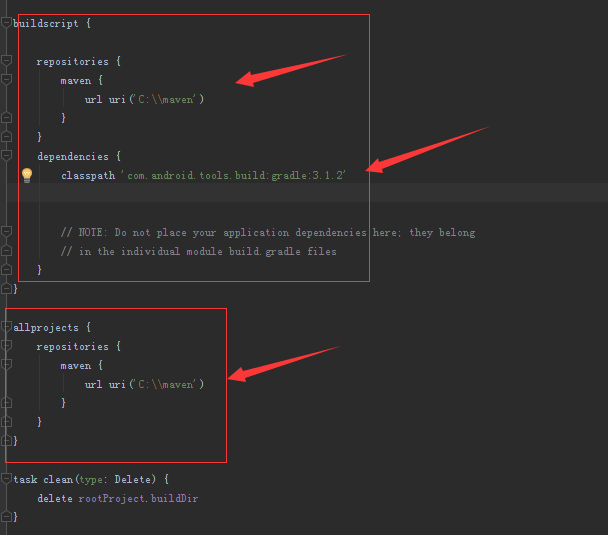 buildscript {
repositories {
maven {
url uri('C:\\maven')
}
}
dependencies {
classpath 'com.android.tools.build:gradle:3.1.2'
// NOTE: Do not place your application dependencies here; they belong
// in the individual module build.gradle files
}
}
allprojects {
repositories {
maven {
url uri('C:\\maven')
}
}
}
task clean(type: Delete) {
delete rootProject.buildDir
}